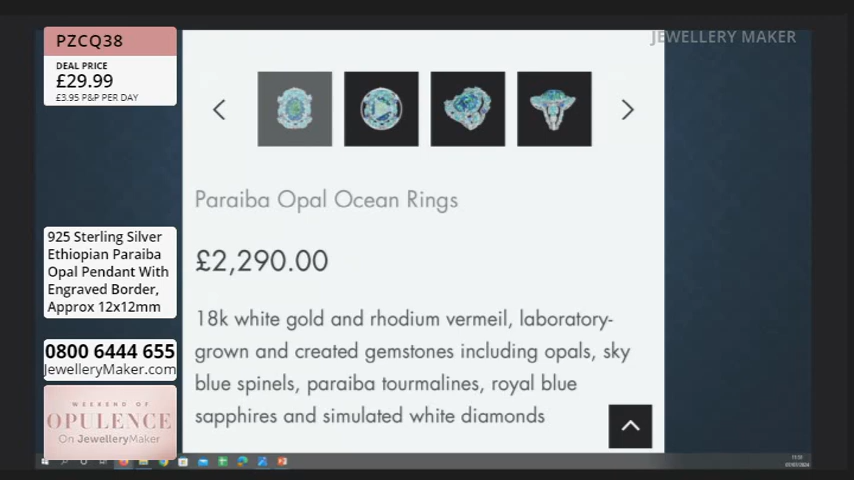 PZCQ38
DEAL PRICE
£29.99
£3.95 P&P PER DAY
JEWELLERY MAKER
Paraiba Opal Ocean Rings
£2,290.00
18k white gold and rhodium vermeil, laboratory-
grown and created gemstones including opals, sky
blue spinels, paraiba tourmalines, royal blue
sapphires and simulated white diamonds
925 Sterling Silver
Ethiopian Paraiba
Opal Pendant With
Engraved Border,
Approx 12x12mm
0800 6444 655
JewelleryMaker.com
WEEKEND OF
OPULENCE
On JewelleryMaker